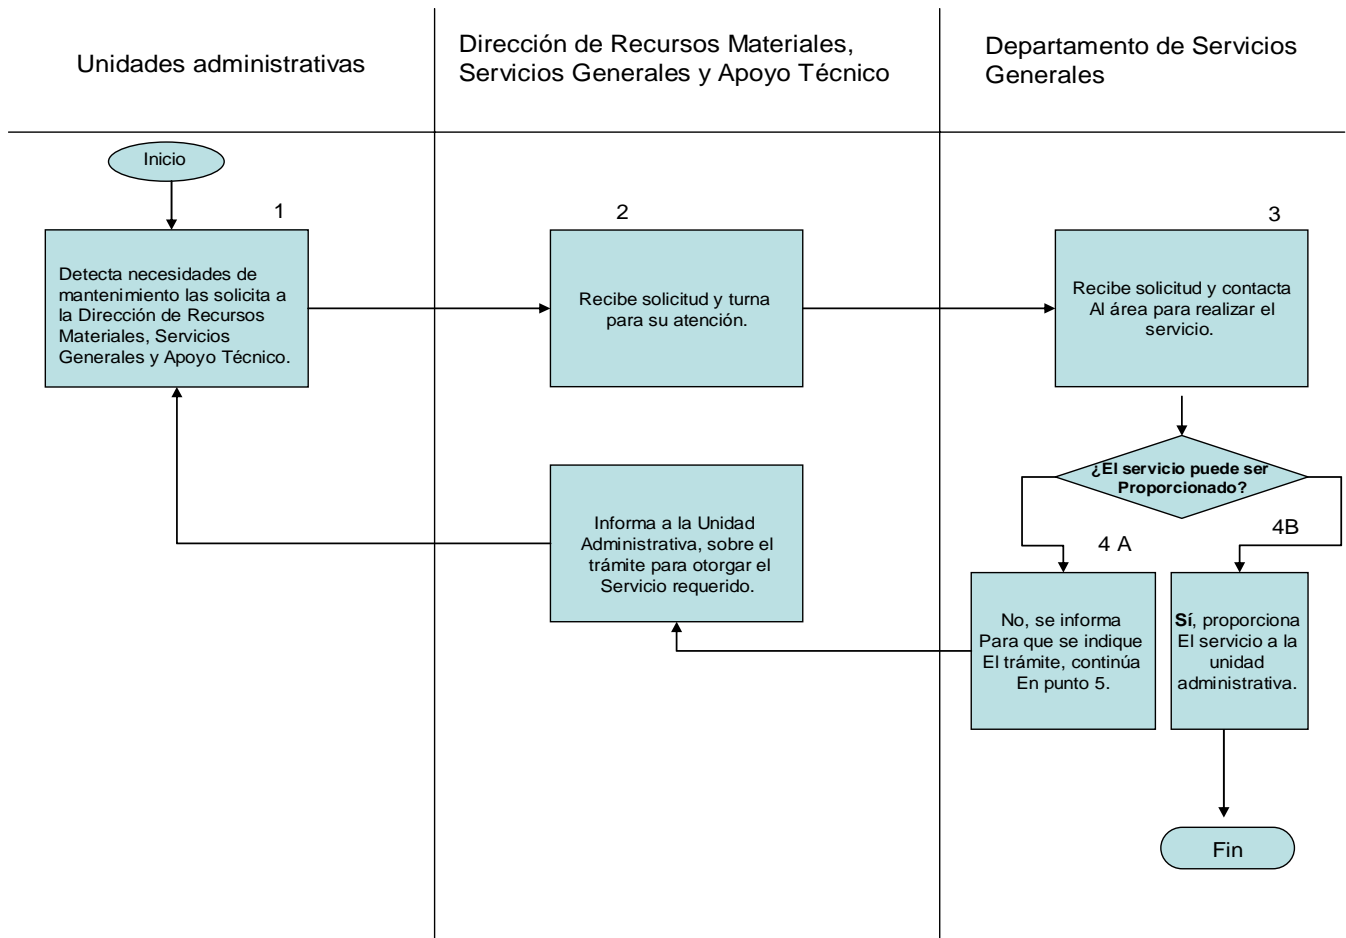 Unidades administrativas
Dirección de Recursos Materiales,
Servicios Generales y Apoyo Técnico
Departamento de Servicios
Generales
Inicio
1
Detecta necesidades de
mantenimiento las solicita a
la Dirección de Recursos
Materiales, Servicios
Generales y Apoyo Técnico.
2
Recibe solicitud y turna
para su atención.
3
Recibe solicitud y contacta
Al área para realizar el
servicio.
¿El servicio puede ser
Proporcionado?
4 A
No, se informa
Para que se indique
El trámite, continúa
En punto 5.
4B
Sí, proporciona
El servicio a la
unidad
administrativa.
Informa a la Unidad
Administrativa, sobre el
trámite para otorgar el
Servicio requerido.
Fin